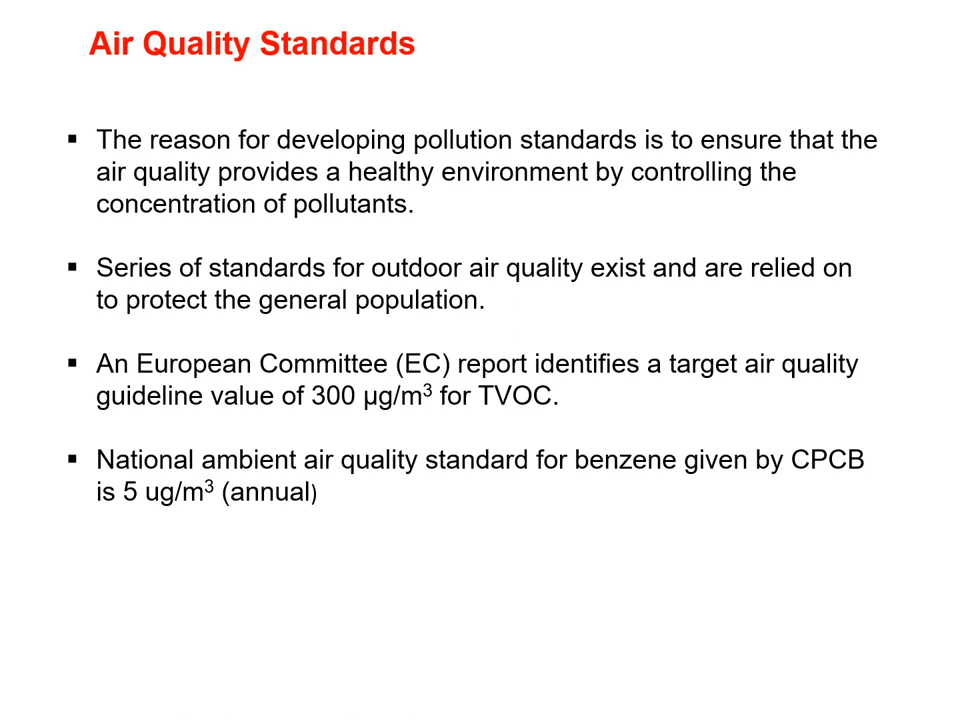 Air Quality Standards
▪ The reason for developing pollution standards is to ensure that the
air quality provides a healthy environment by controlling the
concentration of pollutants.
▪ Series of standards for outdoor air quality exist and are relied on
to protect the general population.
▪ An European Committee (EC) report identifies a target air quality
guideline value of 300 µg/m³ for TVOC.
▪ National ambient air quality standard for benzene given by CPCB
is 5 ug/m³ (annual)